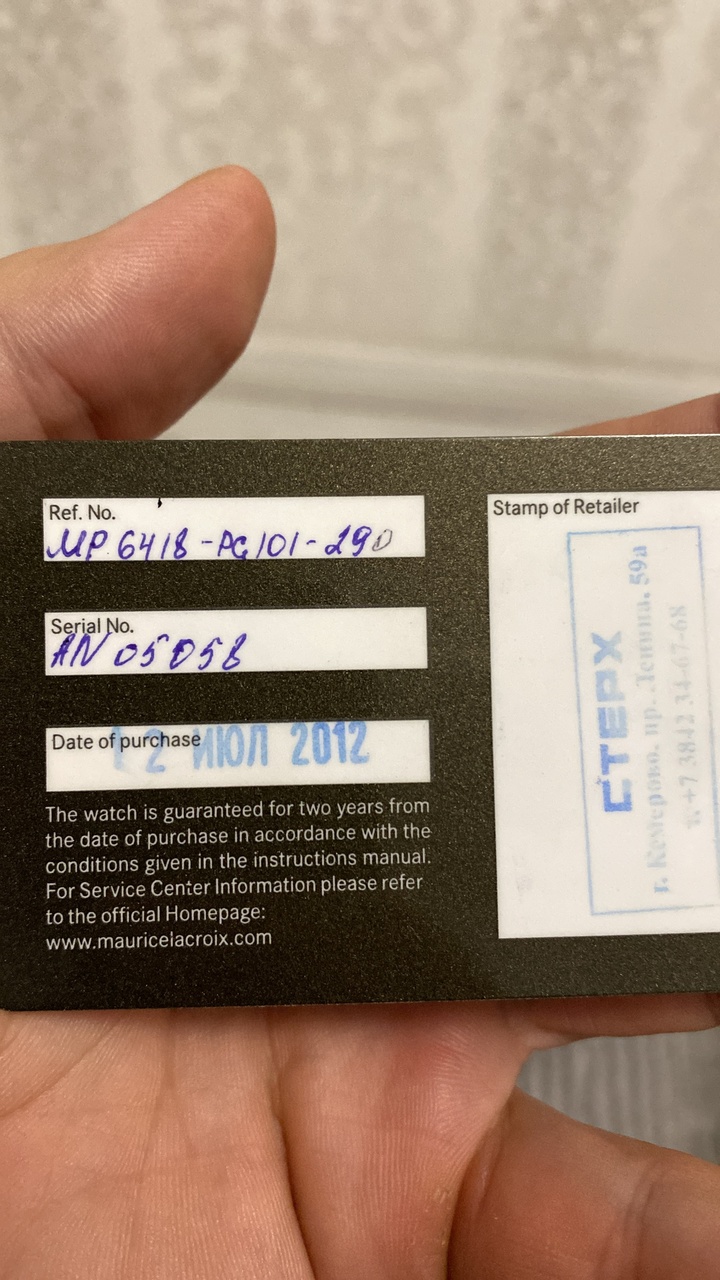 Ref. No.
MP 6418-PG101-290
Serial No.
AN 05058
Date of purchase
12 ИЮЛ 2012
The watch is guaranteed for two years from
the date of purchase in accordance with the
conditions given in the instructions manual.
For Service Center Information please refer
to the official Homepage:
www.mauricelacroix.com
Stamp of Retailer
СТЕРХ
г. Кемерово, пр. Ленина, 59а
т. +7 3842 34-67-68